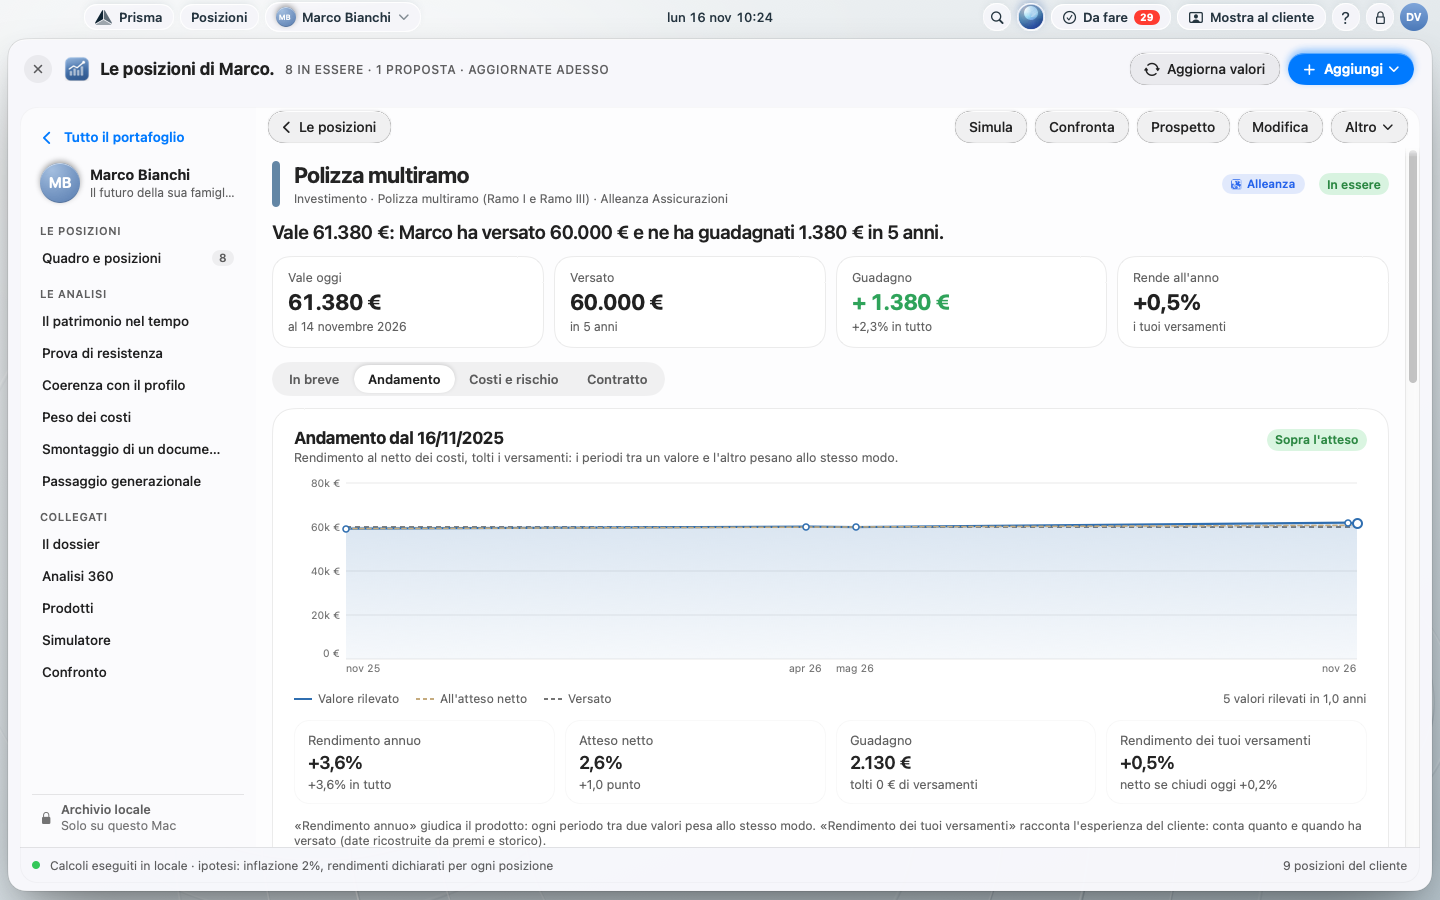 Prisma
Posizioni
MB Marco Bianchi
lun 16 nov 10:24
Da fare 29
Mostra al cliente
?
DV
Le posizioni di Marco.
8 IN ESSERE · 1 PROPOSTA · AGGIORNATE ADESSO
Aggiorna valori
+ Aggiungi
Tutto il portafoglio
MB
Marco Bianchi
Il futuro della sua famigl...
LE POSIZIONI
Quadro e posizioni 8
LE ANALISI
Il patrimonio nel tempo
Prova di resistenza
Coerenza con il profilo
Peso dei costi
Smontaggio di un docume...
Passaggio generazionale
COLLEGATI
Il dossier
Analisi 360
Prodotti
Simulatore
Confronto
Archivio locale
Solo su questo Mac
Le posizioni
Simula
Confronta
Prospetto
Modifica
Altro
Polizza multiramo
Investimento · Polizza multiramo (Ramo I e Ramo III) · Alleanza Assicurazioni
Alleanza
In essere
Vale 61.380 €: Marco ha versato 60.000 € e ne ha guadagnati 1.380 € in 5 anni.
Vale oggi
61.380 €
al 14 novembre 2026
Versato
60.000 €
in 5 anni
Guadagno
+ 1.380 €
+2,3% in tutto
Rende all'anno
+0,5%
i tuoi versamenti
In breve
Andamento
Costi e rischio
Contratto
Andamento dal 16/11/2025
Rendimento al netto dei costi, tolti i versamenti: i periodi tra un valore e l'altro pesano allo stesso modo.
Sopra l'atteso
80k €
60k €
40k €
20k €
0 €
nov 25
apr 26
mag 26
nov 26
Valore rilevato
All'atteso netto
Versato
5 valori rilevati in 1,0 anni
Rendimento annuo
+3,6%
+3,6% in tutto
Atteso netto
2,6%
+1,0 punto
Guadagno
2.130 €
tolti 0 € di versamenti
Rendimento dei tuoi versamenti
+0,5%
netto se chiudi oggi +0,2%
«Rendimento annuo» giudica il prodotto: ogni periodo tra due valori pesa allo stesso modo. «Rendimento dei tuoi versamenti» racconta l'esperienza del cliente: conta quanto e quando ha
versato (date ricostruite da premi e storico).
Calcoli eseguiti in locale · ipotesi: inflazione 2%, rendimenti dichiarati per ogni posizione
9 posizioni del cliente